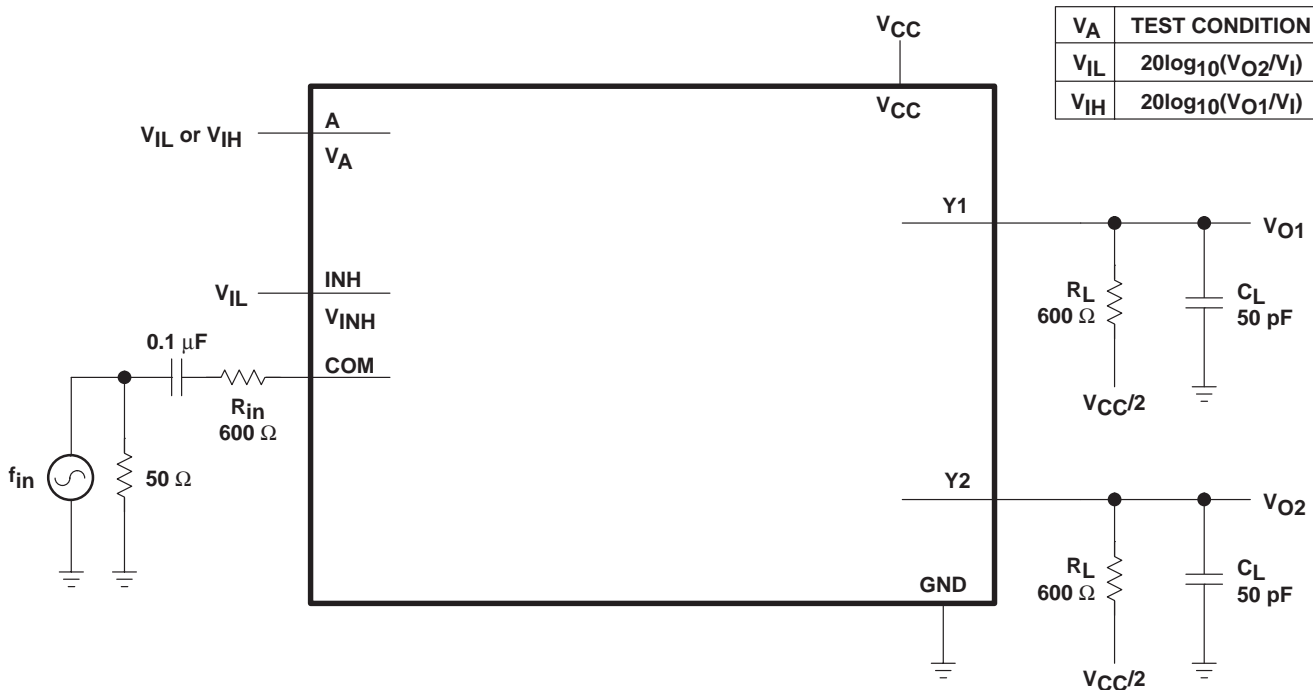 VCC
VA TEST CONDITION
VIL 20log10(VO2/VI)
VIH 20log10(VO1/VI)
VCC
VIL or VIH
A
VA
Y1
VO1
VIL
INH
VINH
RL
600 Ω
CL
50 pF
0.1 μF
COM
Rin
600 Ω
VCC/2
fin
50 Ω
Y2
VO2
GND
RL
600 Ω
CL
50 pF
VCC/2